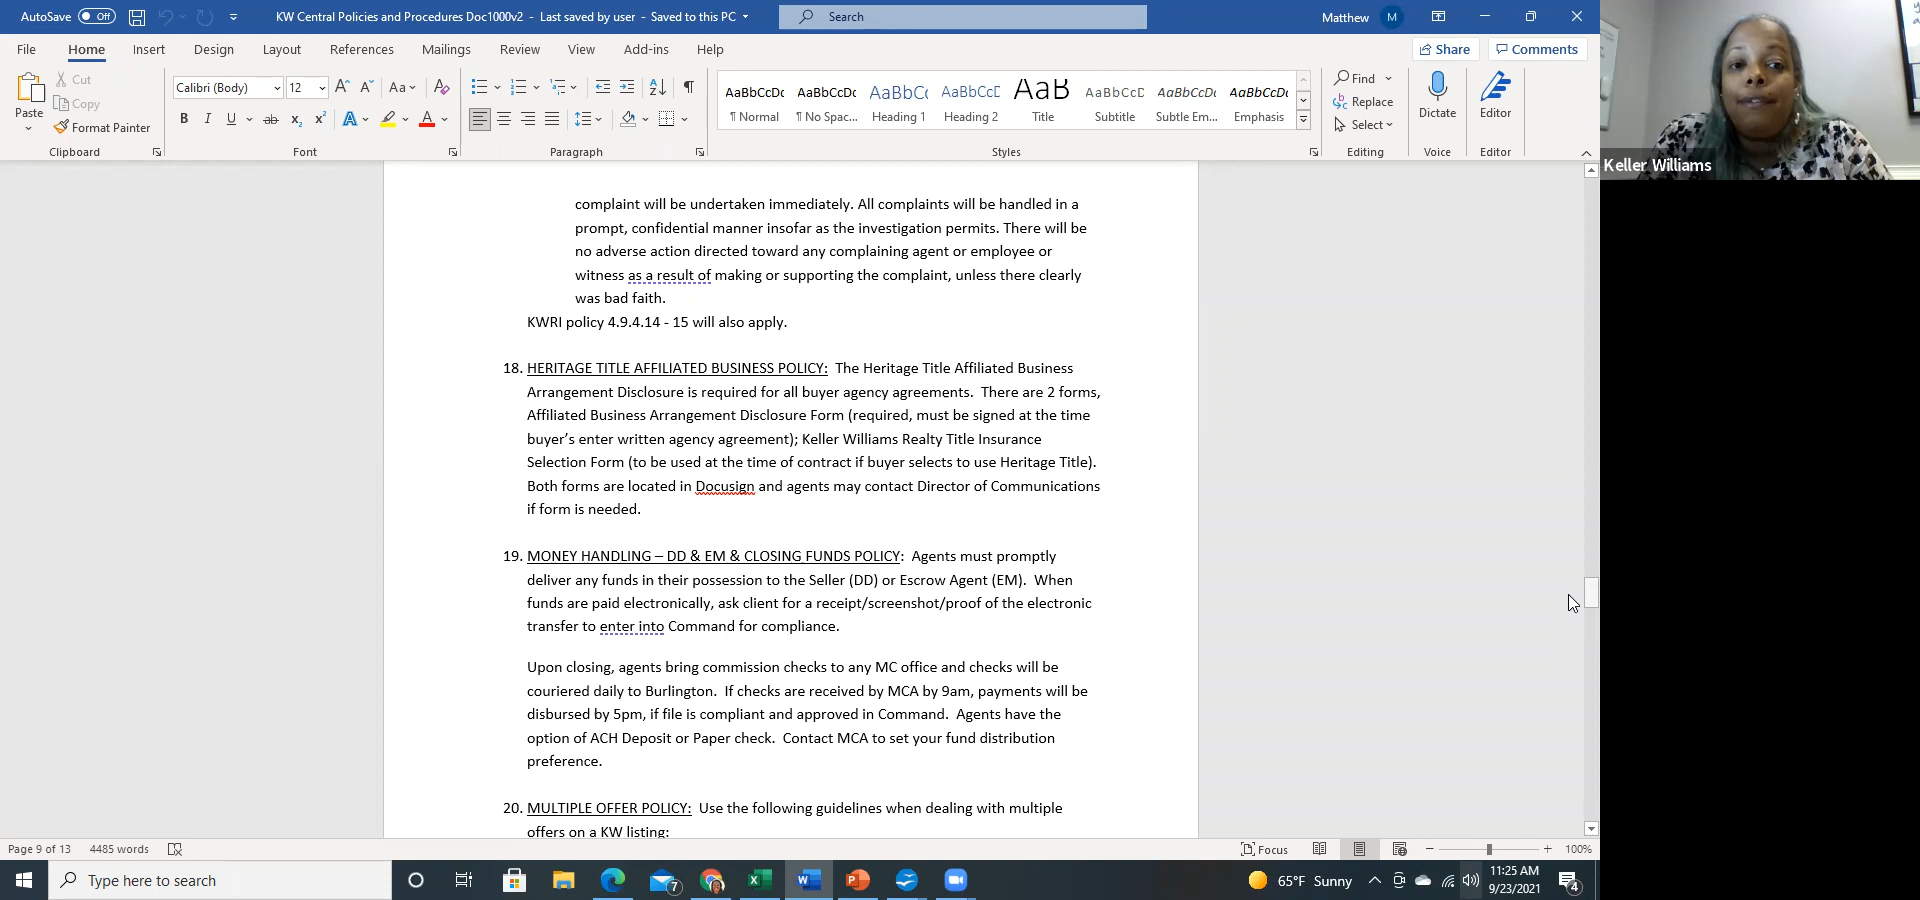 AutoSave Off KW Central Policies and Procedures Doc1000v2 - Last saved by user - Saved to this PC Search Matthew M
File Home Insert Design Layout References Mailings Review View Add-ins Help Share Comments
Paste Cut
Copy
Format Painter
Calibri (Body) 12 Aa
B I U ab x2 x2 A A
AaBbCcDc AaBbCcDc AaBbCc AaBbCcD AaB AaBbCcD AaBbCcDc AaBbCcDc
¶ Normal ¶ No Spac... Heading 1 Heading 2 Title Subtitle Subtle Em... Emphasis
Find
Replace
Select
Dictate Editor
Clipboard Font Paragraph Styles Editing Voice Editor
Keller Williams
complaint will be undertaken immediately. All complaints will be handled in a
prompt, confidential manner insofar as the investigation permits. There will be
no adverse action directed toward any complaining agent or employee or
witness as a result of making or supporting the complaint, unless there clearly
was bad faith.
KWRI policy 4.9.4.14 - 15 will also apply.
18. HERITAGE TITLE AFFILIATED BUSINESS POLICY: The Heritage Title Affiliated Business
Arrangement Disclosure is required for all buyer agency agreements. There are 2 forms,
Affiliated Business Arrangement Disclosure Form (required, must be signed at the time
buyer's enter written agency agreement); Keller Williams Realty Title Insurance
Selection Form (to be used at the time of contract if buyer selects to use Heritage Title).
Both forms are located in Docusign and agents may contact Director of Communications
if form is needed.
19. MONEY HANDLING – DD & EM & CLOSING FUNDS POLICY: Agents must promptly
deliver any funds in their possession to the Seller (DD) or Escrow Agent (EM). When
funds are paid electronically, ask client for a receipt/screenshot/proof of the electronic
transfer to enter into Command for compliance.
Upon closing, agents bring commission checks to any MC office and checks will be
couriered daily to Burlington. If checks are received by MCA by 9am, payments will be
disbursed by 5pm, if file is compliant and approved in Command. Agents have the
option of ACH Deposit or Paper check. Contact MCA to set your fund distribution
preference.
20. MULTIPLE OFFER POLICY: Use the following guidelines when dealing with multiple
offers on a KW listing:
Page 9 of 13 4485 words Focus 100%
Type here to search 7 65°F Sunny 11:25 AM
9/23/2021 4